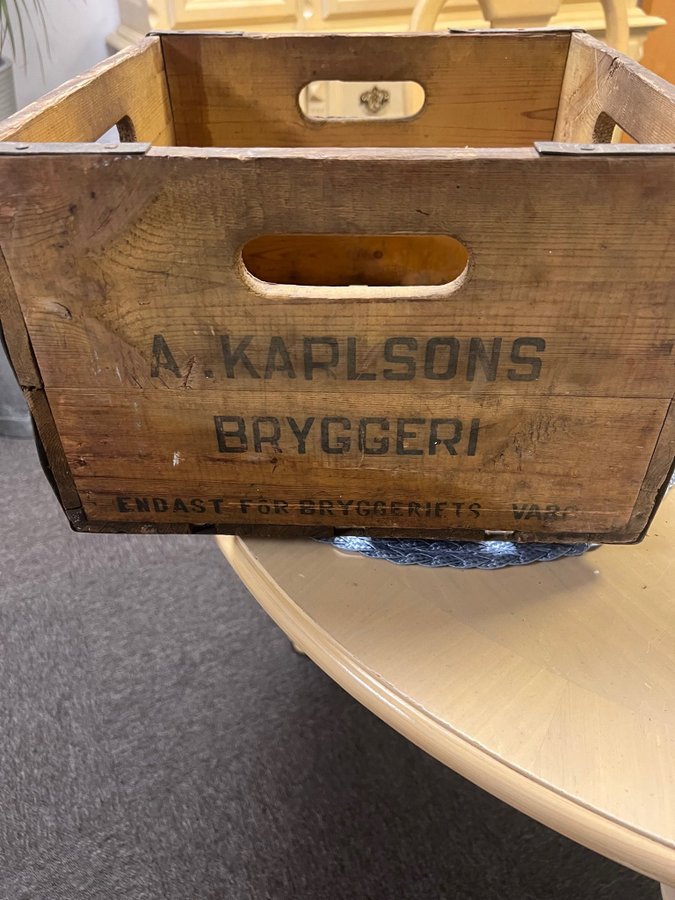 A. KARLSONS
BRYGGERI
ENDAST FÖR BRYGGERIETS